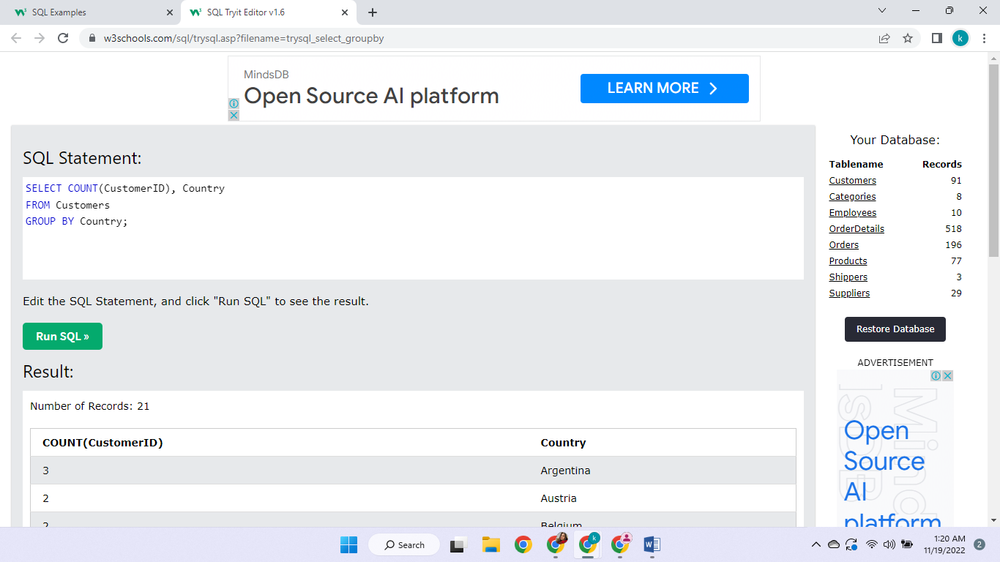 SQL Examples
SQL Tryit Editor v1.6
w3schools.com/sql/trysql.asp?filename=trysql_select_groupby
k
MindsDB
Open Source AI platform
LEARN MORE
SQL Statement:
SELECT COUNT(CustomerID), Country
FROM Customers
GROUP BY Country;
Edit the SQL Statement, and click "Run SQL" to see the result.
Run SQL »
Result:
Number of Records: 21
COUNT(CustomerID) Country
3 Argentina
2 Austria
2 Belgium
Your Database:
Tablename Records
Customers 91
Categories 8
Employees 10
OrderDetails 518
Orders 196
Products 77
Shippers 3
Suppliers 29
Restore Database
ADVERTISEMENT
Open
Source
AI
platform
Search
k
1:20 AM
11/19/2022
2